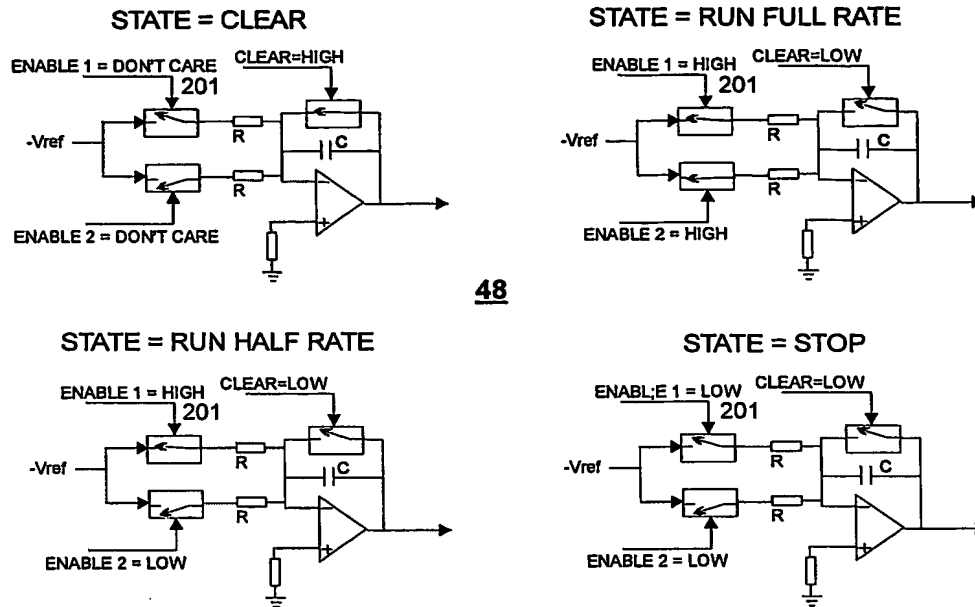 STATE = CLEAR
ENABLE 1 = DON'T CARE
CLEAR=HIGH
201
-Vref
R
C
R
-
+
ENABLE 2 = DON'T CARE
STATE = RUN FULL RATE
ENABLE 1 = HIGH
CLEAR=LOW
201
-Vref
R
C
R
-
+
ENABLE 2 = HIGH
48
STATE = RUN HALF RATE
ENABLE 1 = HIGH
CLEAR=LOW
201
-Vref
R
C
R
-
+
ENABLE 2 = LOW
STATE = STOP
ENABL;E 1 = LOW
CLEAR=LOW
201
-Vref
R
C
R
-
+
ENABLE 2 = LOW